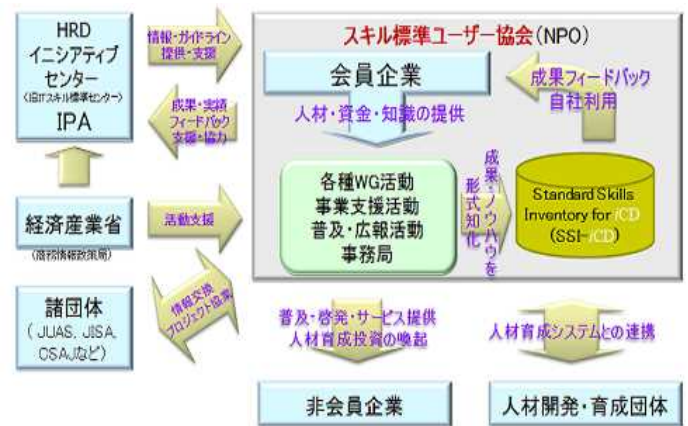 HRD
イニシアティブ
センター
(旧ITスキル標準センター)
IPA
情報・ガイドライン
提供・支援
成果・実績
フィードバック
支援・協力
経済産業省
(商務情報政策局)
活動支援
諸団体
( JUAS, JISA,
CSAJなど)
情報交換
プロジェクト協業
スキル標準ユーザー協会(NPO)
会員企業
人材・資金・知識の提供
成果フィードバック
自社利用
各種WG活動
事業支援活動
普及・広報活動
事務局
成果・ノウハウを
形式知化
Standard Skills
Inventory for iCD
(SSI-iCD)
普及・啓発・サービス提供
人材育成投資の喚起
人材育成システムとの連携
非会員企業
人材開発・育成団体